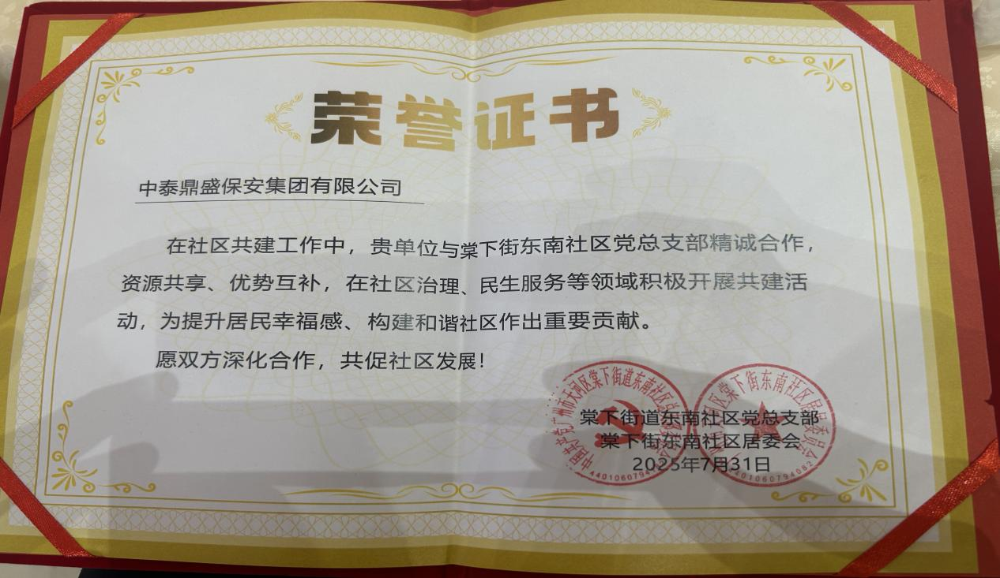 荣誉证书
中泰鼎盛保安集团有限公司
在社区共建工作中，贵单位与棠下街东南社区党总支部精诚合作，
资源共享、优势互补，在社区治理、民生服务等领域积极开展共建活
动，为提升居民幸福感、构建和谐社区作出重要贡献。
愿双方深化合作，共促社区发展！
棠下街道东南社区党总支部
棠下街东南社区居委会
2025年7月31日
中国共产党广州市天河区棠下街道东南社区
河区棠下街东南社区居民委员会
4401060794082